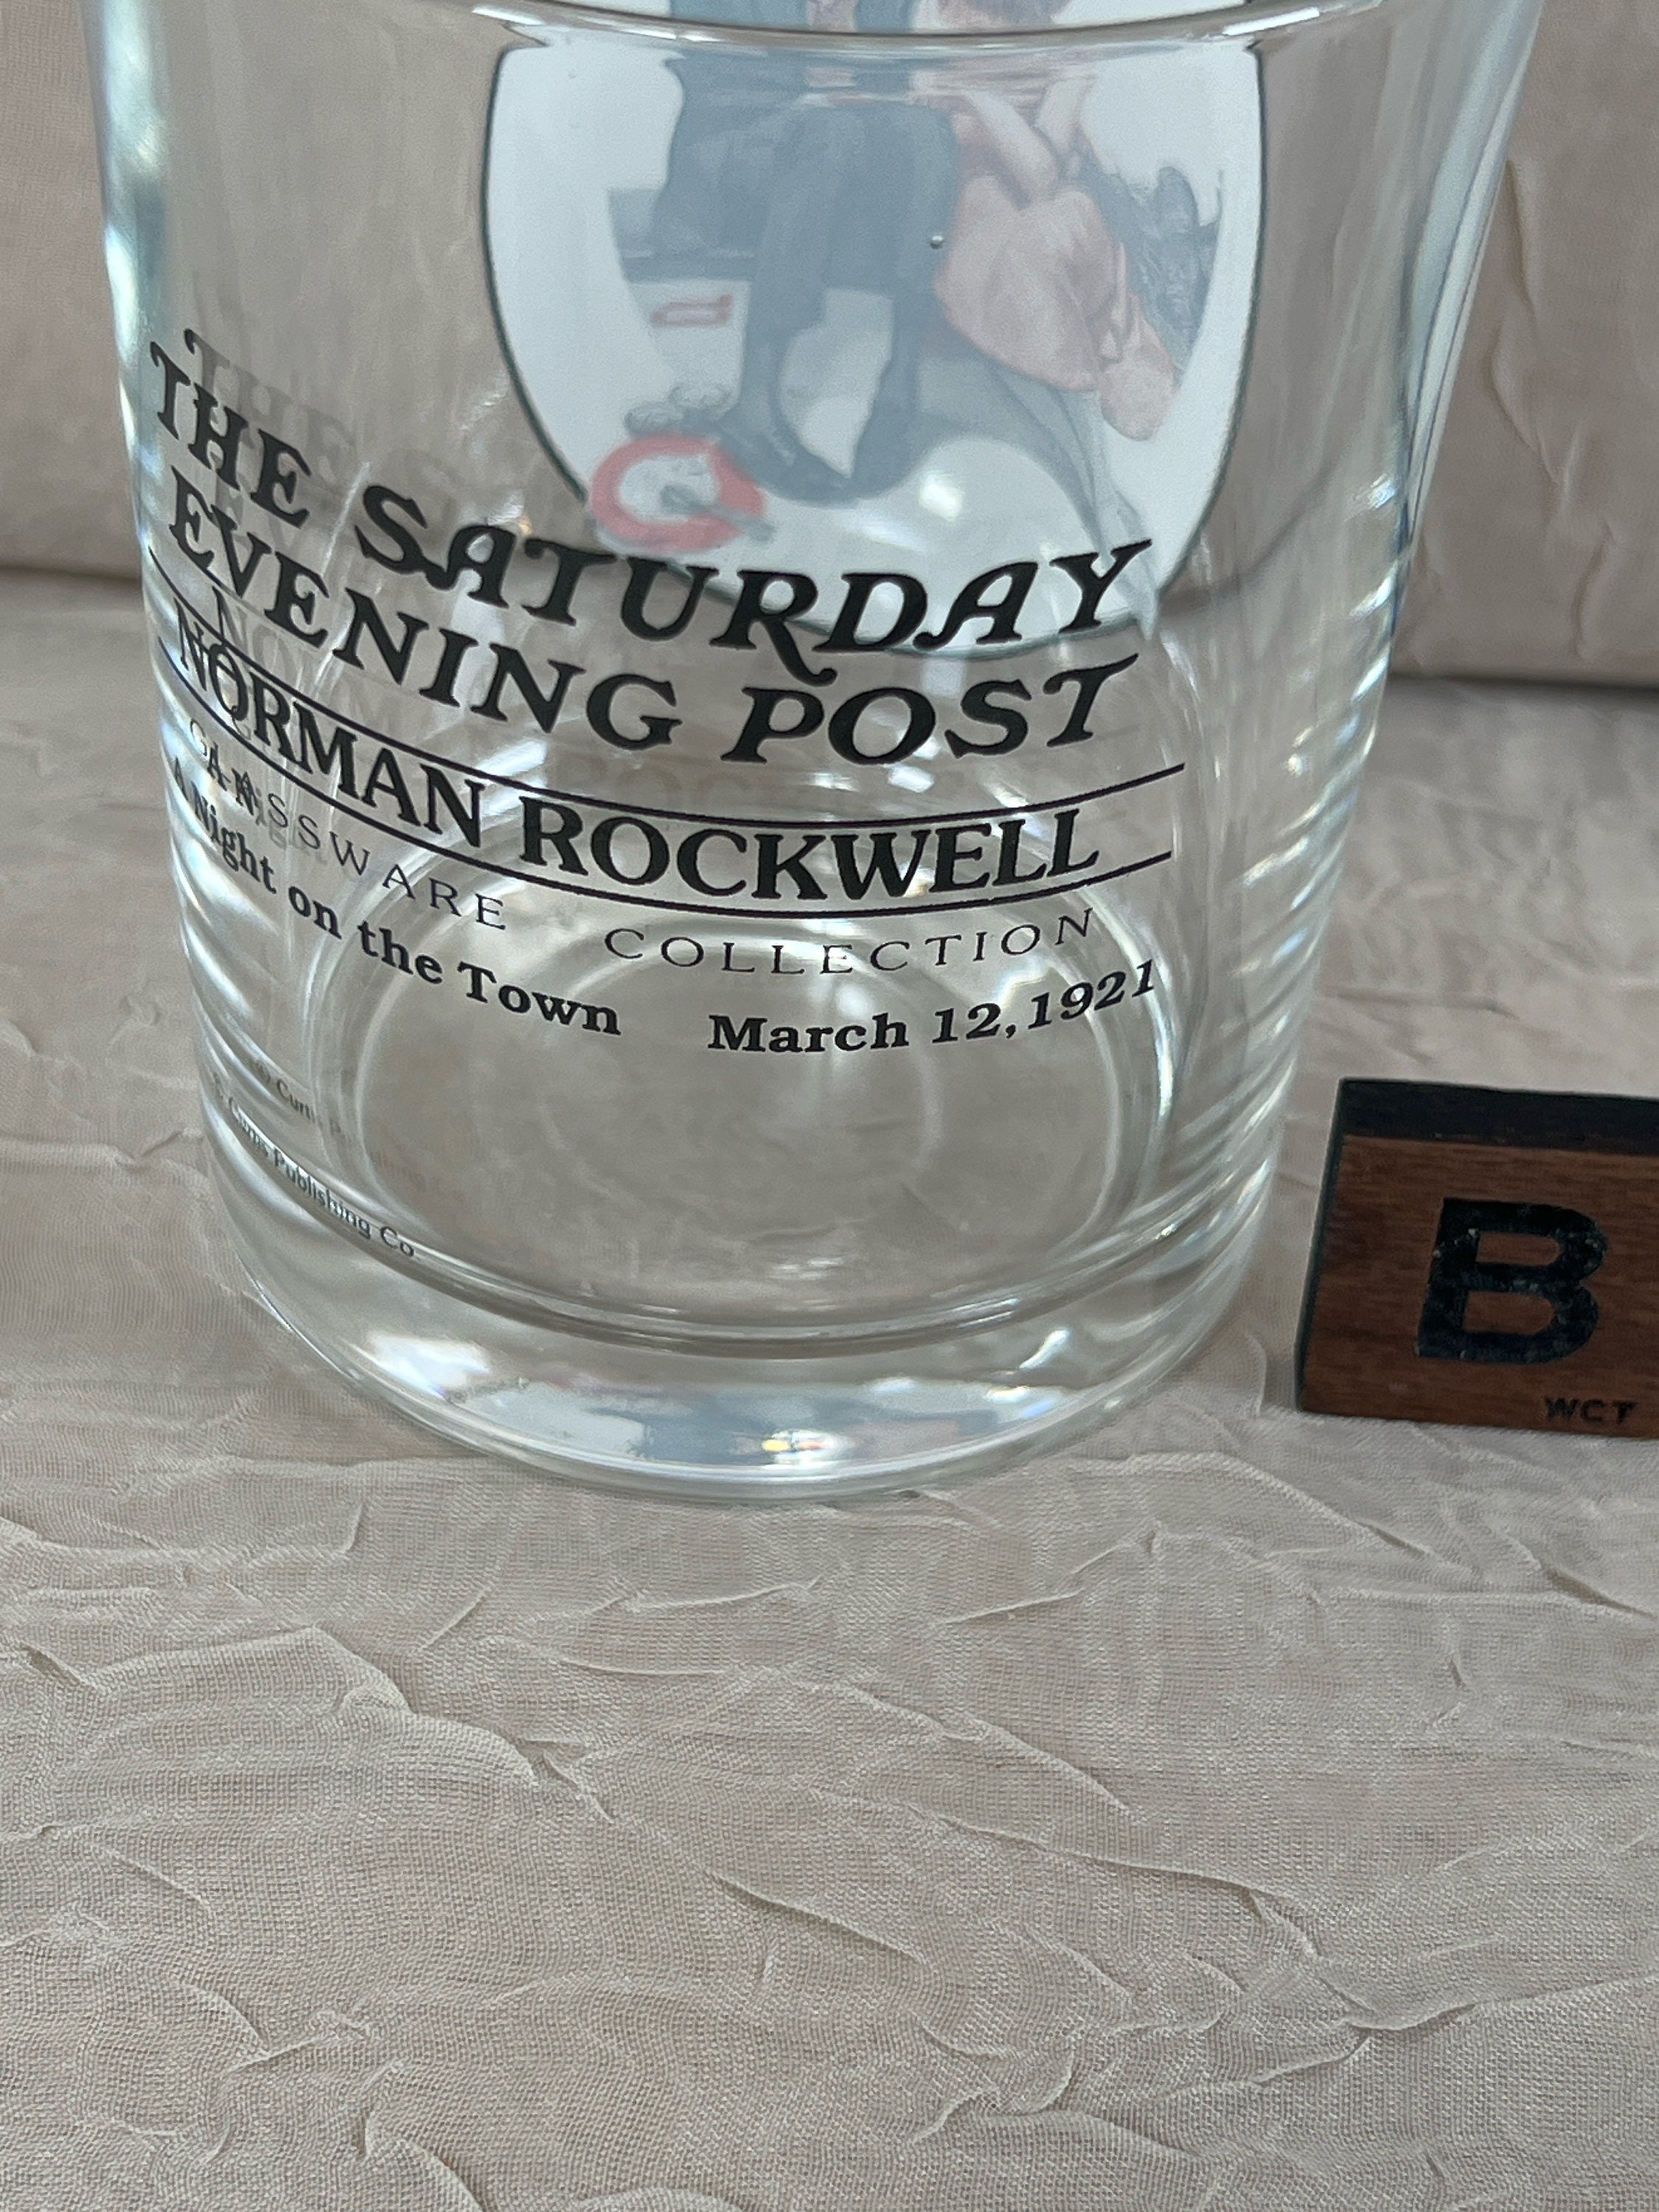 THE SATURDAY
EVENING POST
NORMAN ROCKWELL
GLASSWARE COLLECTION
A Night on the Town March 12, 1921
© Curtis Publishing Co.
B
WCT